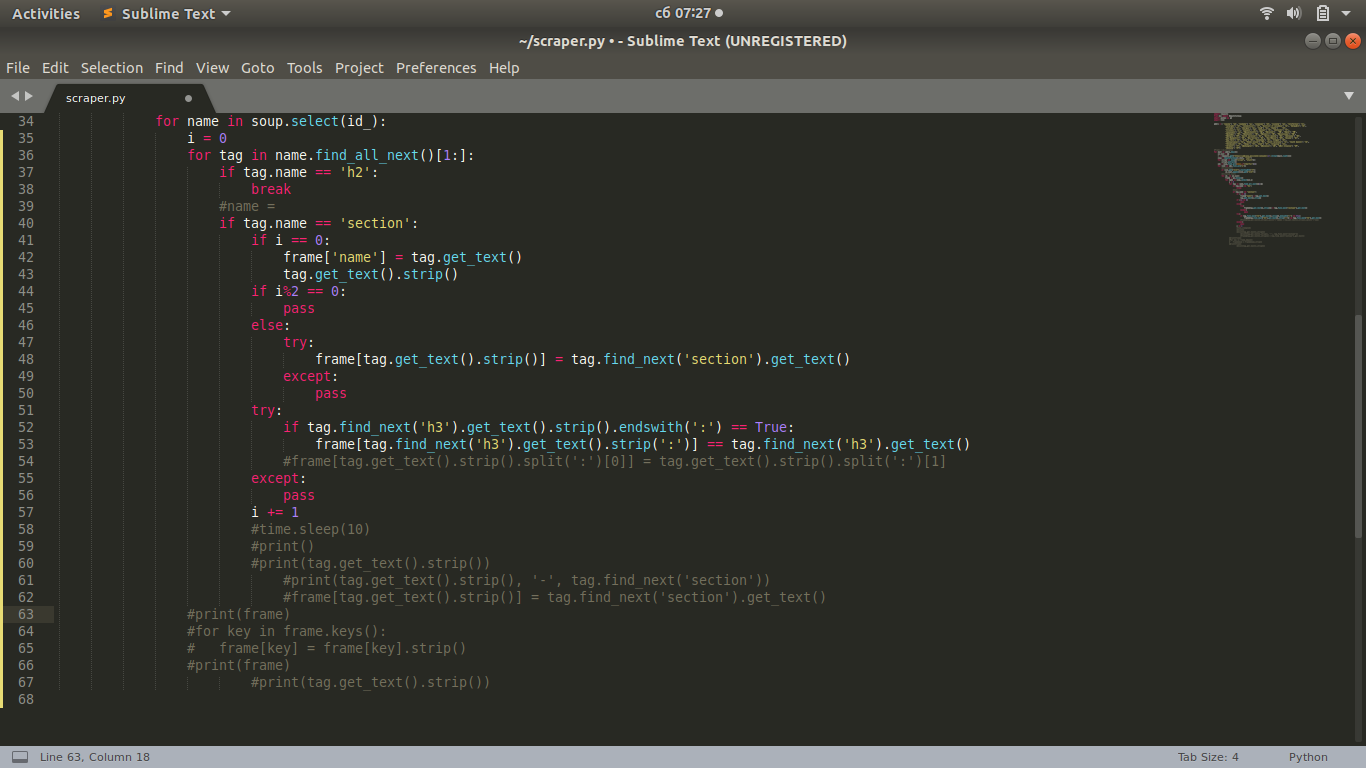 Activities Sublime Text сб 07:27
~/scraper.py • - Sublime Text (UNREGISTERED)
File Edit Selection Find View Goto Tools Project Preferences Help
scraper.py
34 for name in soup.select(id_):
35 i = 0
36 for tag in name.find_all_next()[1:]:
37 if tag.name == 'h2':
38 break
39 #name =
40 if tag.name == 'section':
41 if i == 0:
42 frame['name'] = tag.get_text()
43 tag.get_text().strip()
44 if i%2 == 0:
45 pass
46 else:
47 try:
48 frame[tag.get_text().strip()] = tag.find_next('section').get_text()
49 except:
50 pass
51 try:
52 if tag.find_next('h3').get_text().strip().endswith(':') == True:
53 frame[tag.find_next('h3').get_text().strip(':')] == tag.find_next('h3').get_text()
54 #frame[tag.get_text().strip().split(':')[0]] = tag.get_text().strip().split(':')[1]
55 except:
56 pass
57 i += 1
58 #time.sleep(10)
59 #print()
60 #print(tag.get_text().strip())
61 #print(tag.get_text().strip(), '-', tag.find_next('section'))
62 #frame[tag.get_text().strip()] = tag.find_next('section').get_text()
63 #print(frame)
64 #for key in frame.keys():
65 # frame[key] = frame[key].strip()
66 #print(frame)
67 #print(tag.get_text().strip())
68
Line 63, Column 18 Tab Size: 4 Python